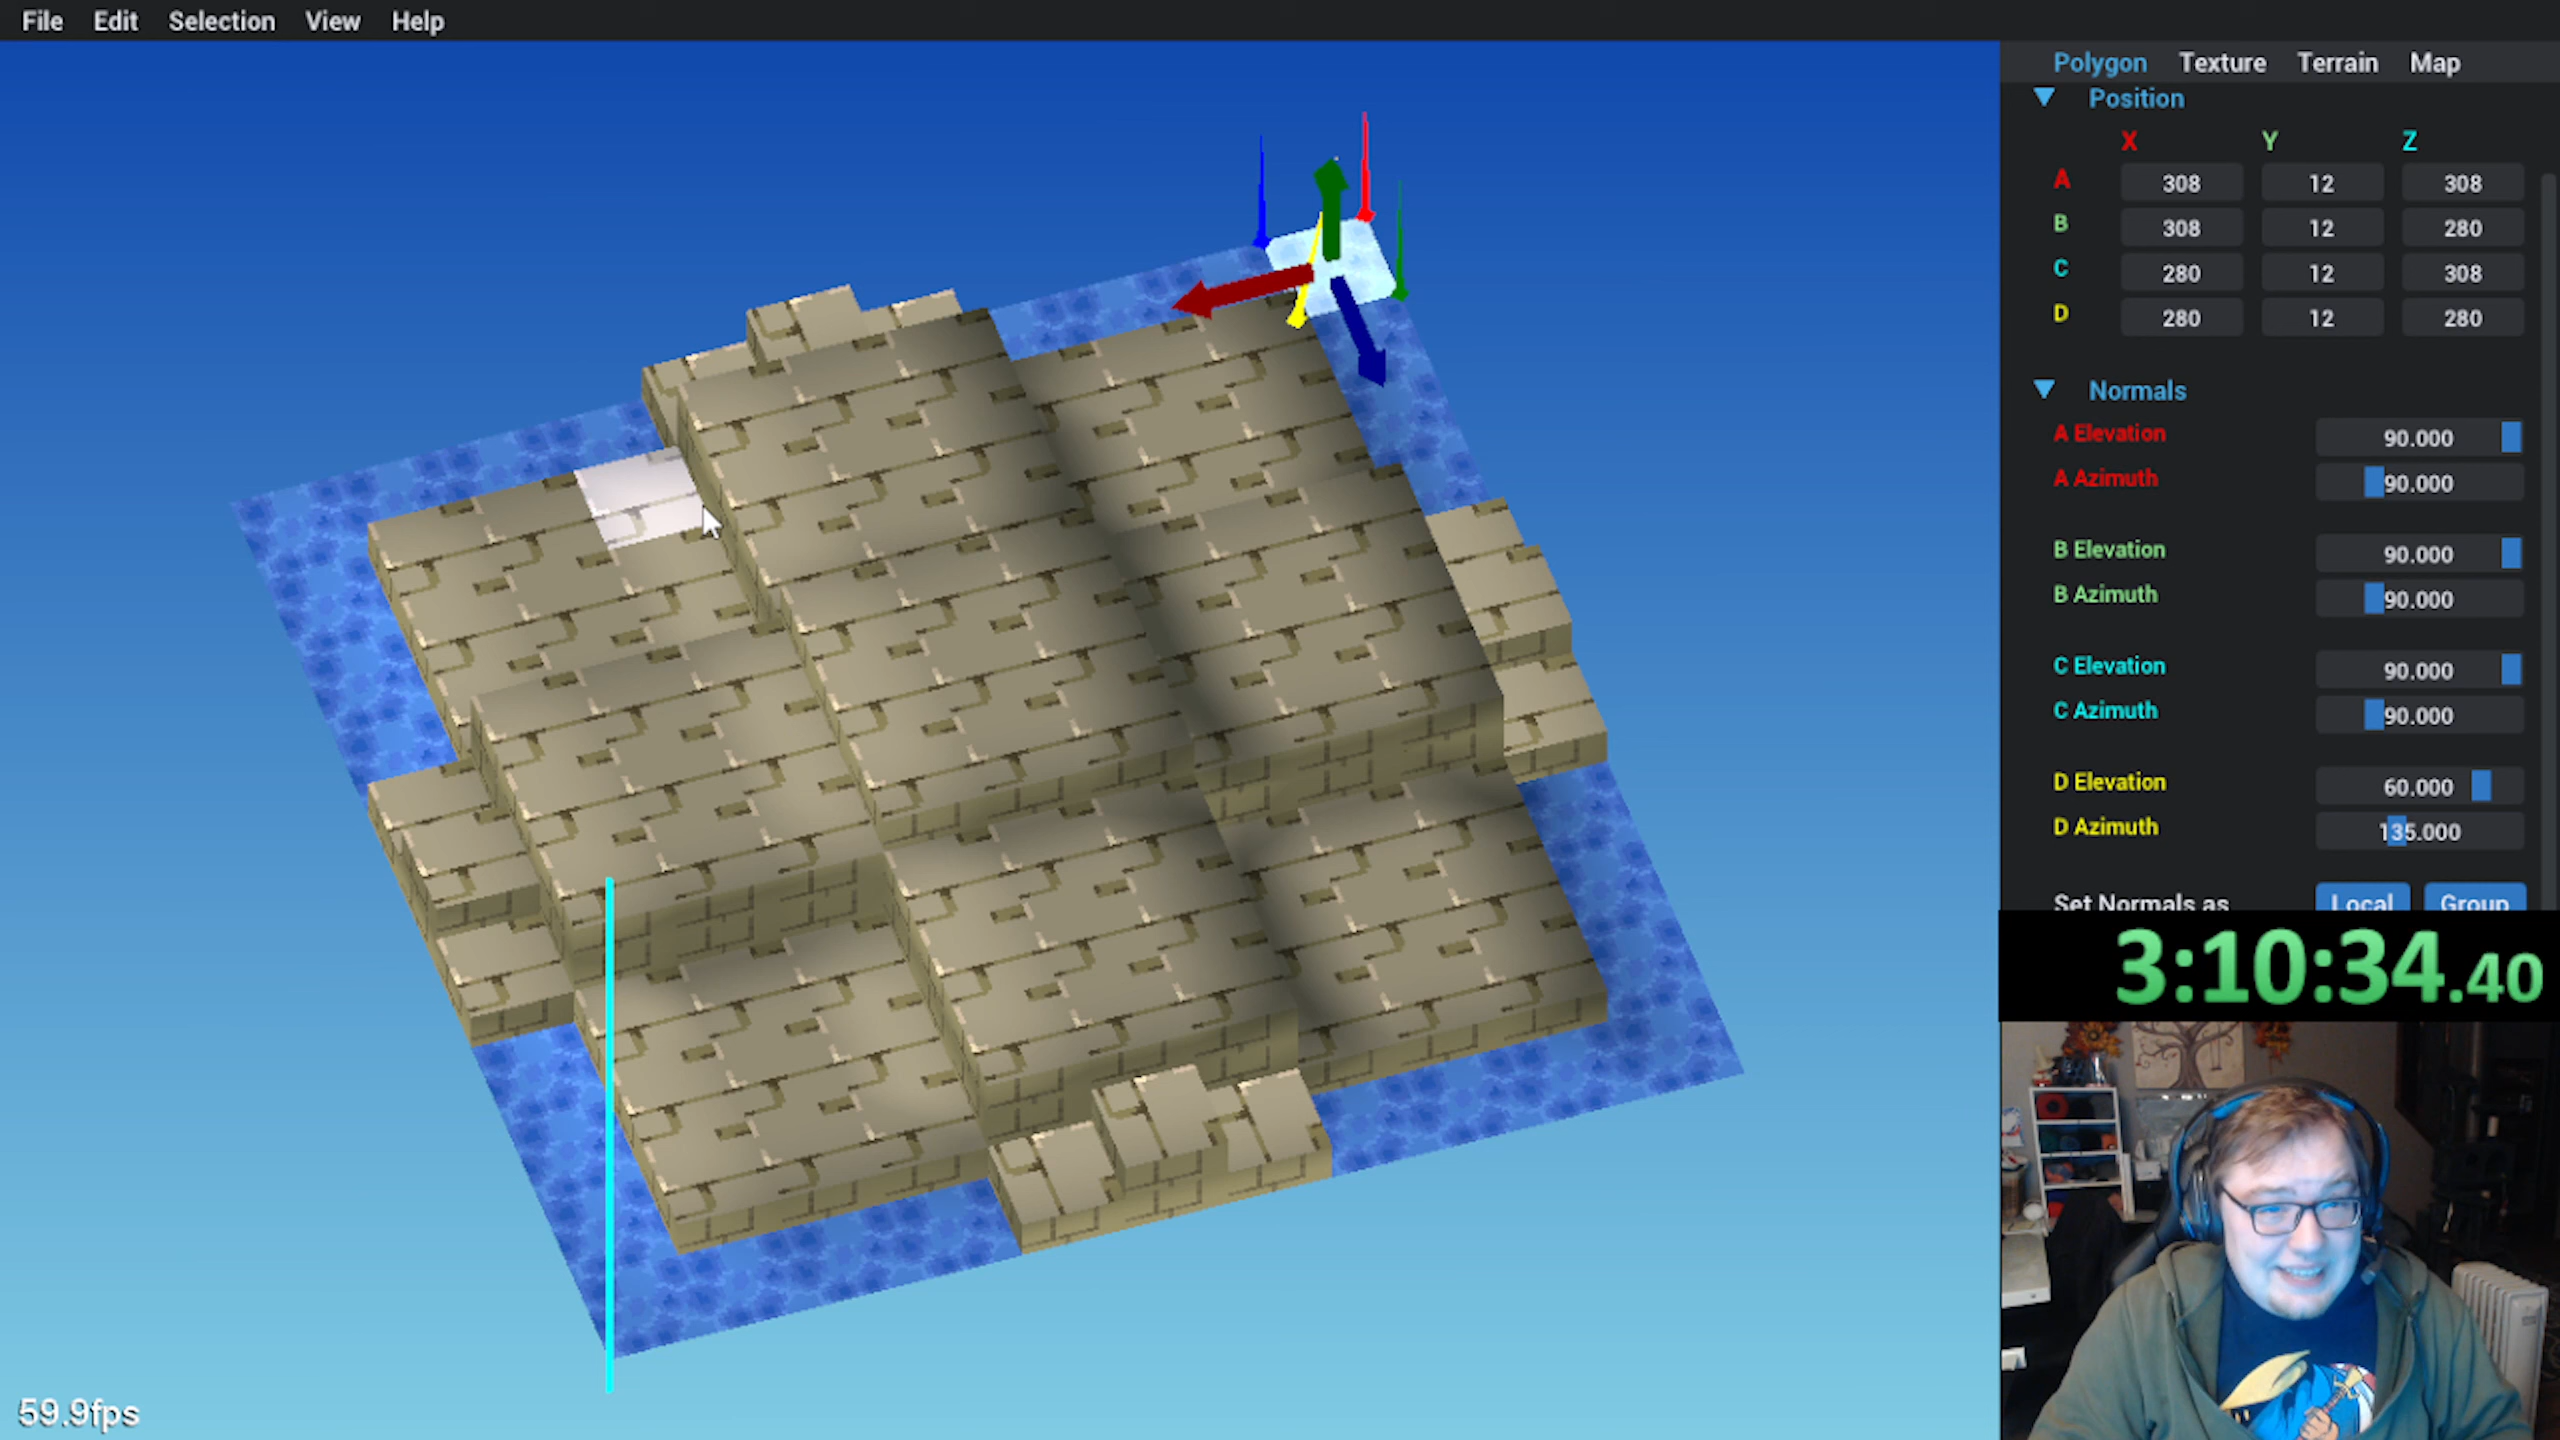 File Edit Selection View Help
Polygon Texture Terrain Map
Position
X Y Z
A 308 12 308
B 308 12 280
C 280 12 308
D 280 12 280
Normals
A Elevation 90.000
A Azimuth 90.000
B Elevation 90.000
B Azimuth 90.000
C Elevation 90.000
C Azimuth 90.000
D Elevation 60.000
D Azimuth 135.000
Set Normals as Local Group
3:10:34.40
59.9fps